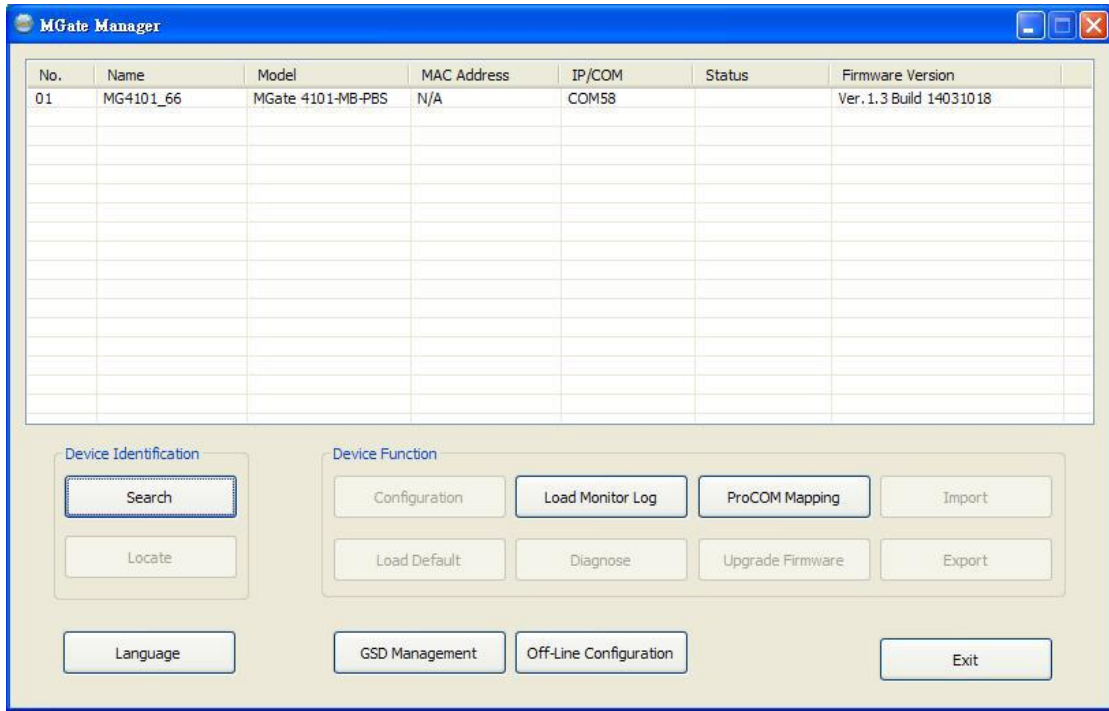 MGate Manager
No. Name Model MAC Address IP/COM Status Firmware Version
01 MG4101_66 MGate 4101-MB-PBS N/A COM58 Ver. 1.3 Build 14031018
Device Identification
Device Function
Search
Configuration
Load Monitor Log
ProCOM Mapping
Import
Locate
Load Default
Diagnose
Upgrade Firmware
Export
Language
GSD Management
Off-Line Configuration
Exit